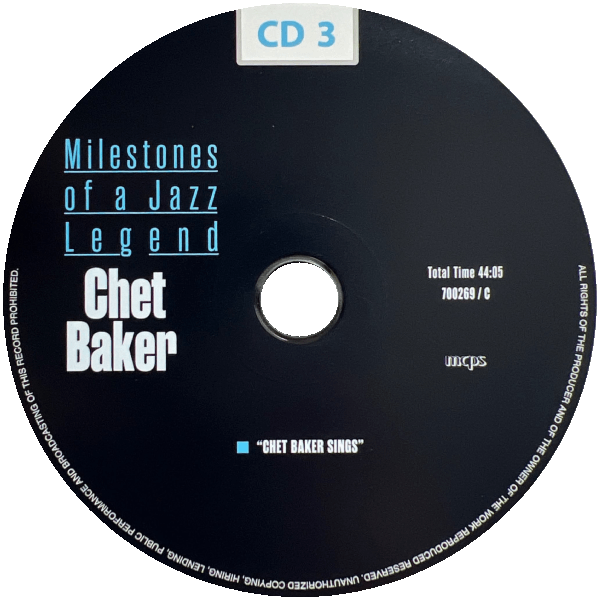 CD 3
Milestones
of a Jazz
Legend
Chet
Baker
Total Time 44:05
700269 / C
mcps
"CHET BAKER SINGS"
ALL RIGHTS OF THE PRODUCER AND OF THE OWNER OF THE WORK REPRODUCED RESERVED. UNAUTHORIZED COPYING, HIRING, LENDING, PUBLIC PERFORMANCE AND BROADCASTING OF THIS RECORD PROHIBITED.